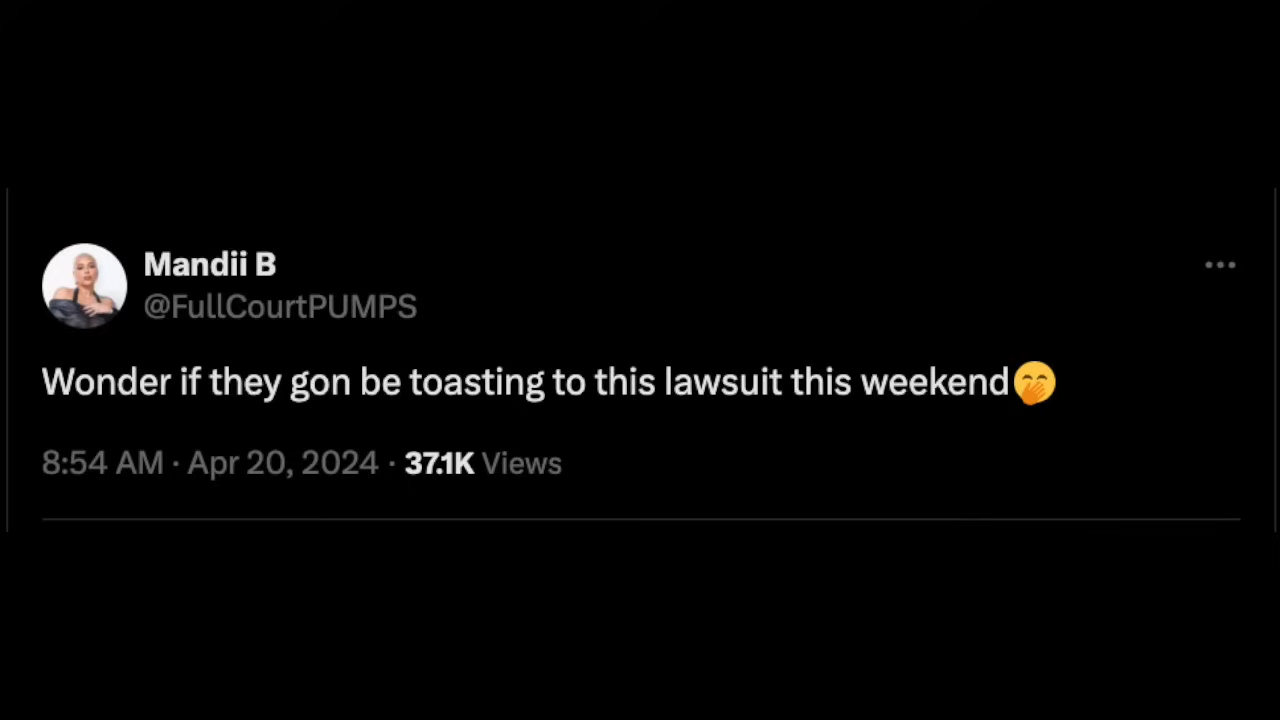 Mandii B
@FullCourtPUMPS
Wonder if they gon be toasting to this lawsuit this weekend🤭
8:54 AM · Apr 20, 2024 · 37.1K Views